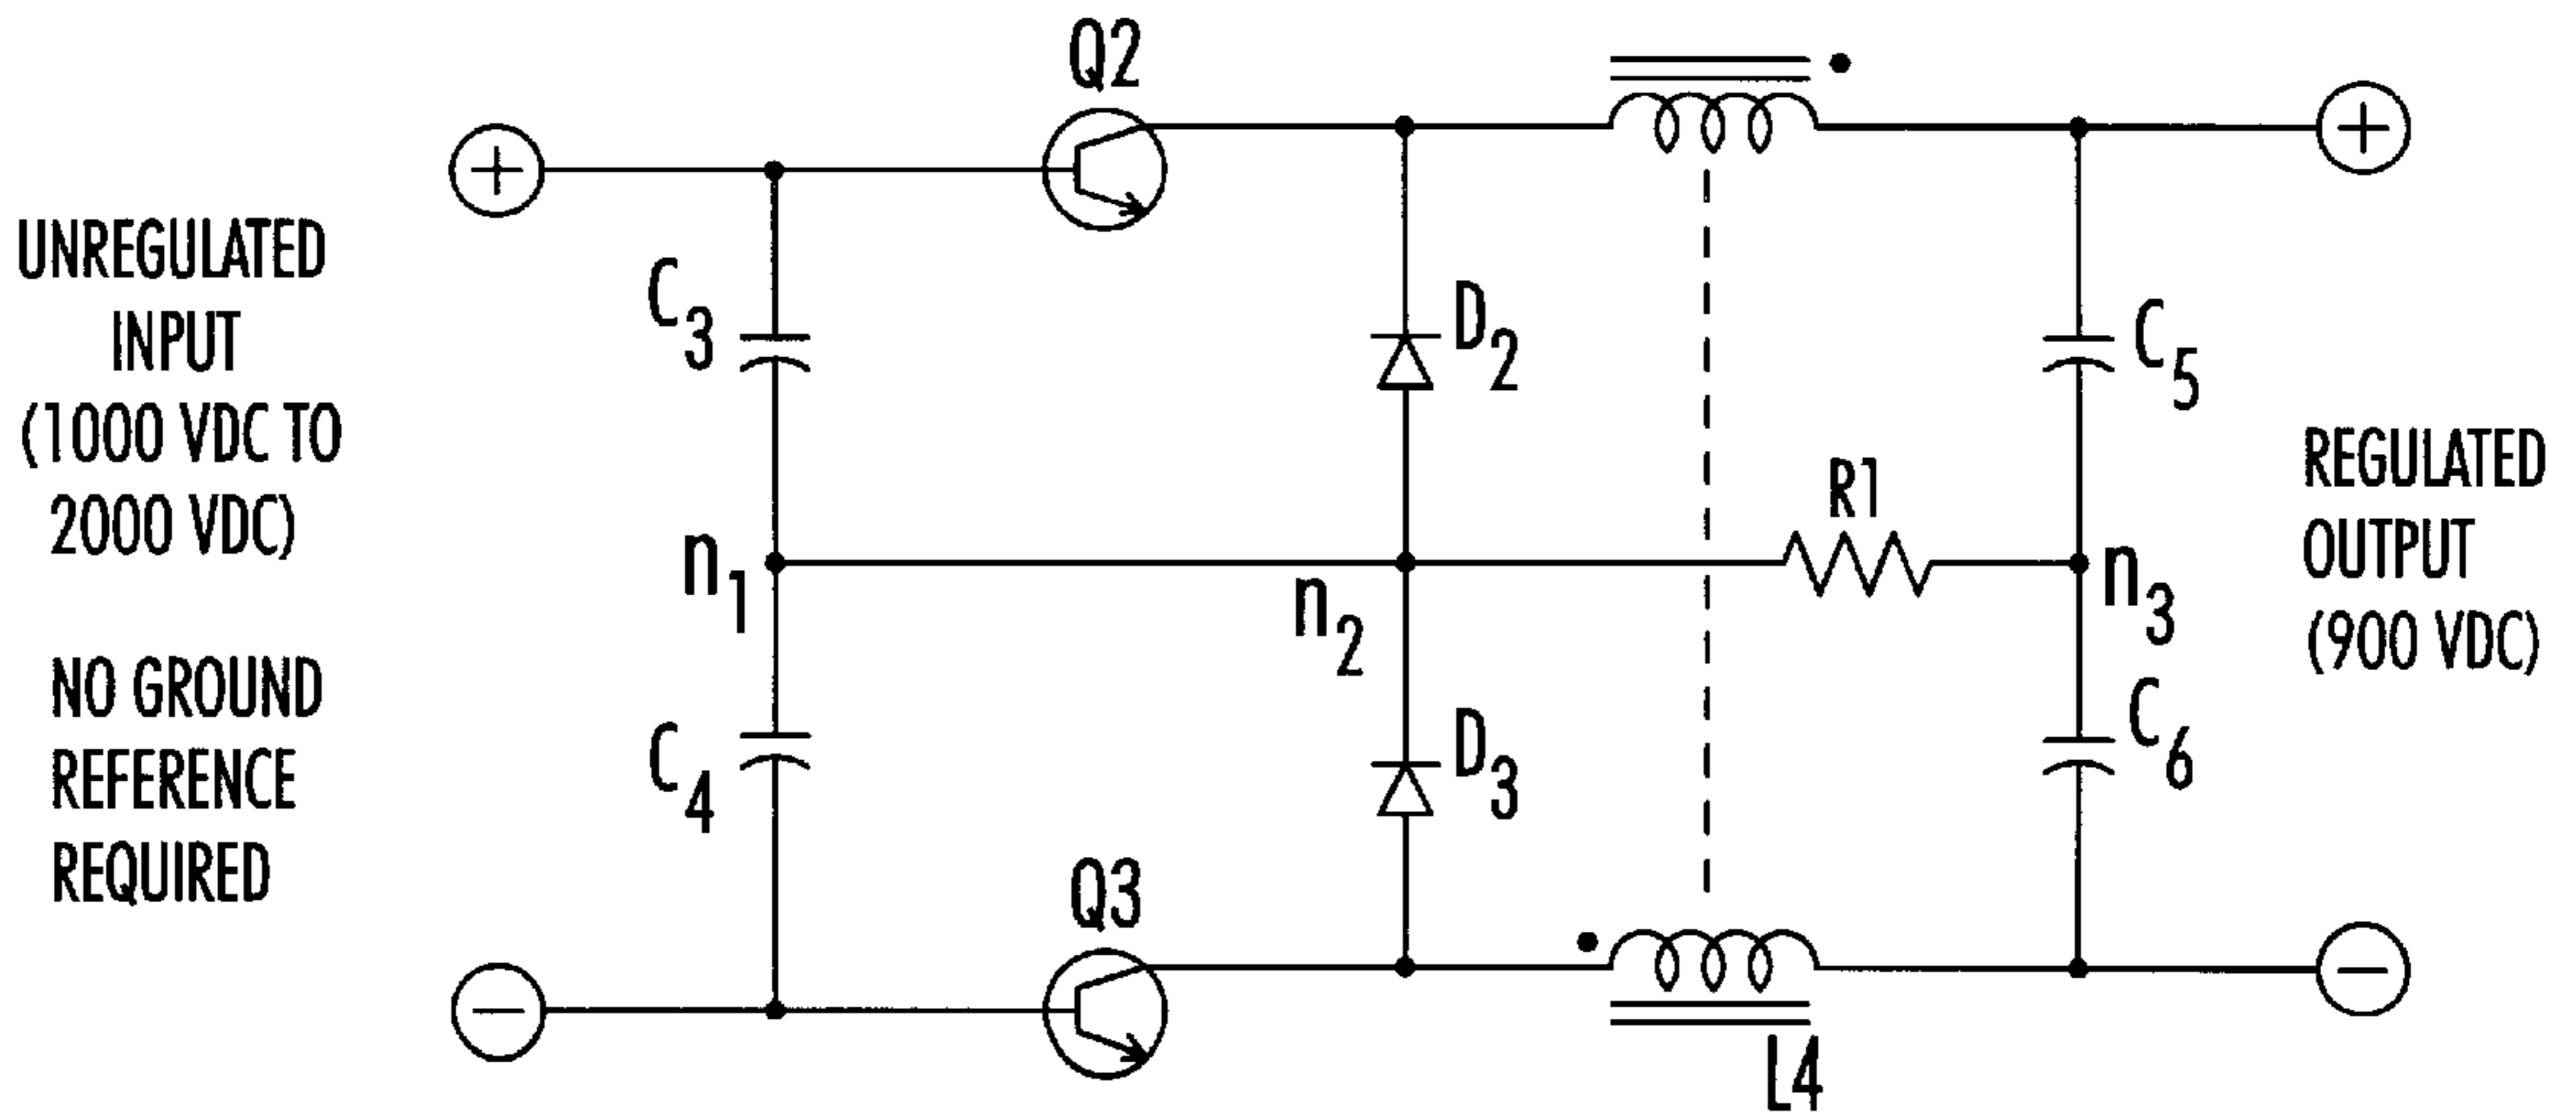 Q2
+
+
UNREGULATED
INPUT
(1000 VDC TO
2000 VDC)
C3
D2
C5
R1
REGULATED
OUTPUT
(900 VDC)
n1
n2
n3
NO GROUND
REFERENCE
REQUIRED
C4
D3
C6
Q3
−
−
L4